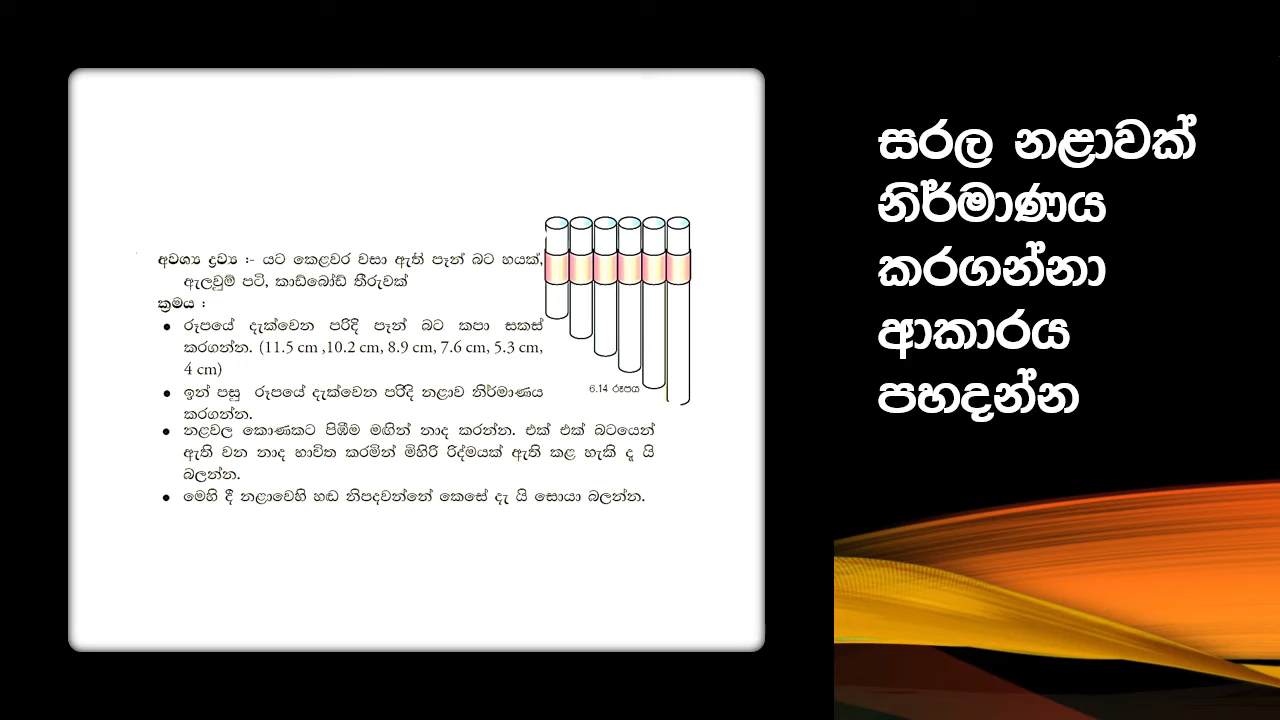 අවශ්‍ය ද්‍රව්‍ය :- යට කෙළවර වසා ඇති පෑන් බට හයක්,
ඇලවුම් පටි, කාඩ්බෝඩ් තීරුවක්
ක්‍රමය :
● රූපයේ දැක්වෙන පරිදි පෑන් බට කපා සකස්
කරගන්න. (11.5 cm ,10.2 cm, 8.9 cm, 7.6 cm, 5.3 cm,
4 cm)
● ඉන් පසු රූපයේ දැක්වෙන පරිදි නළාව නිර්මාණය
කරගන්න.
● නළවල කොණකට පිඹීම මඟින් නාද කරන්න. එක් එක් බටයෙන්
ඇති වන නාද භාවිත කරමින් මිහිරි රිද්මයක් ඇති කළ හැකි දැ යි
බලන්න.
● මෙහි දී නළාවෙහි හඬ නිපදවන්නේ කෙසේ දැ යි සොයා බලන්න.
6.14 රූපය
සරල නළාවක්
නිර්මාණය
කරගන්නා
ආකාරය
පහදන්න